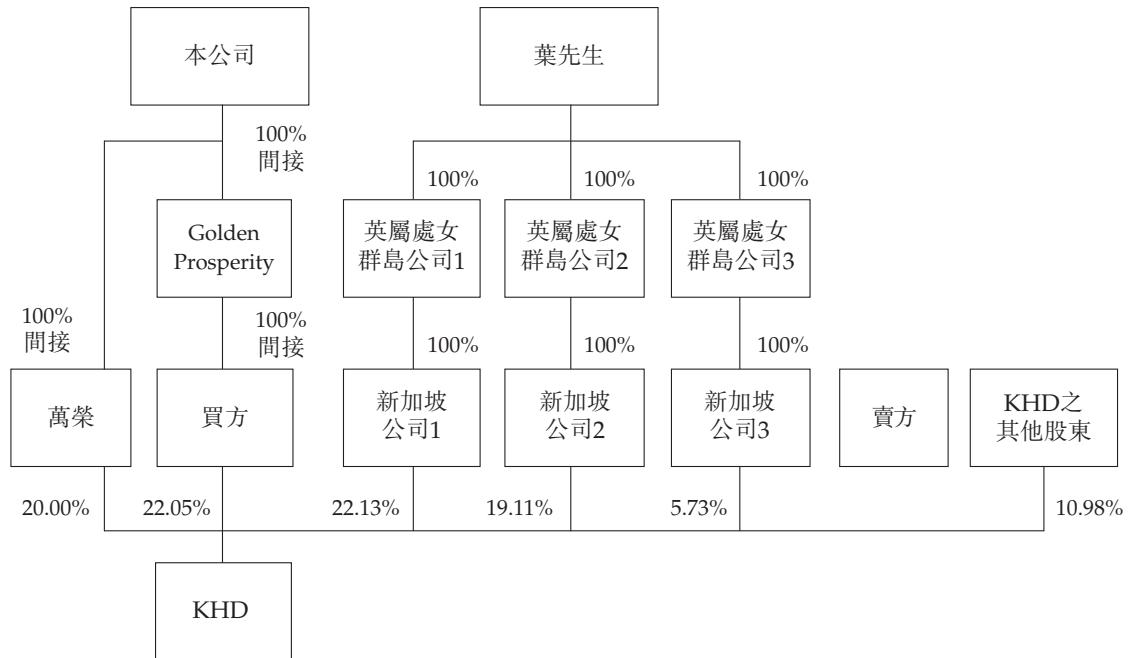 本公司
葉先生
100%
間接
100%
100%
100%
Golden
Prosperity
英屬處女
群島公司1
英屬處女
群島公司2
英屬處女
群島公司3
100%
間接
100%
間接
100%
100%
100%
萬榮
買方
新加坡
公司1
新加坡
公司2
新加坡
公司3
賣方
KHD之
其他股東
20.00%
22.05%
22.13%
19.11%
5.73%
10.98%
KHD